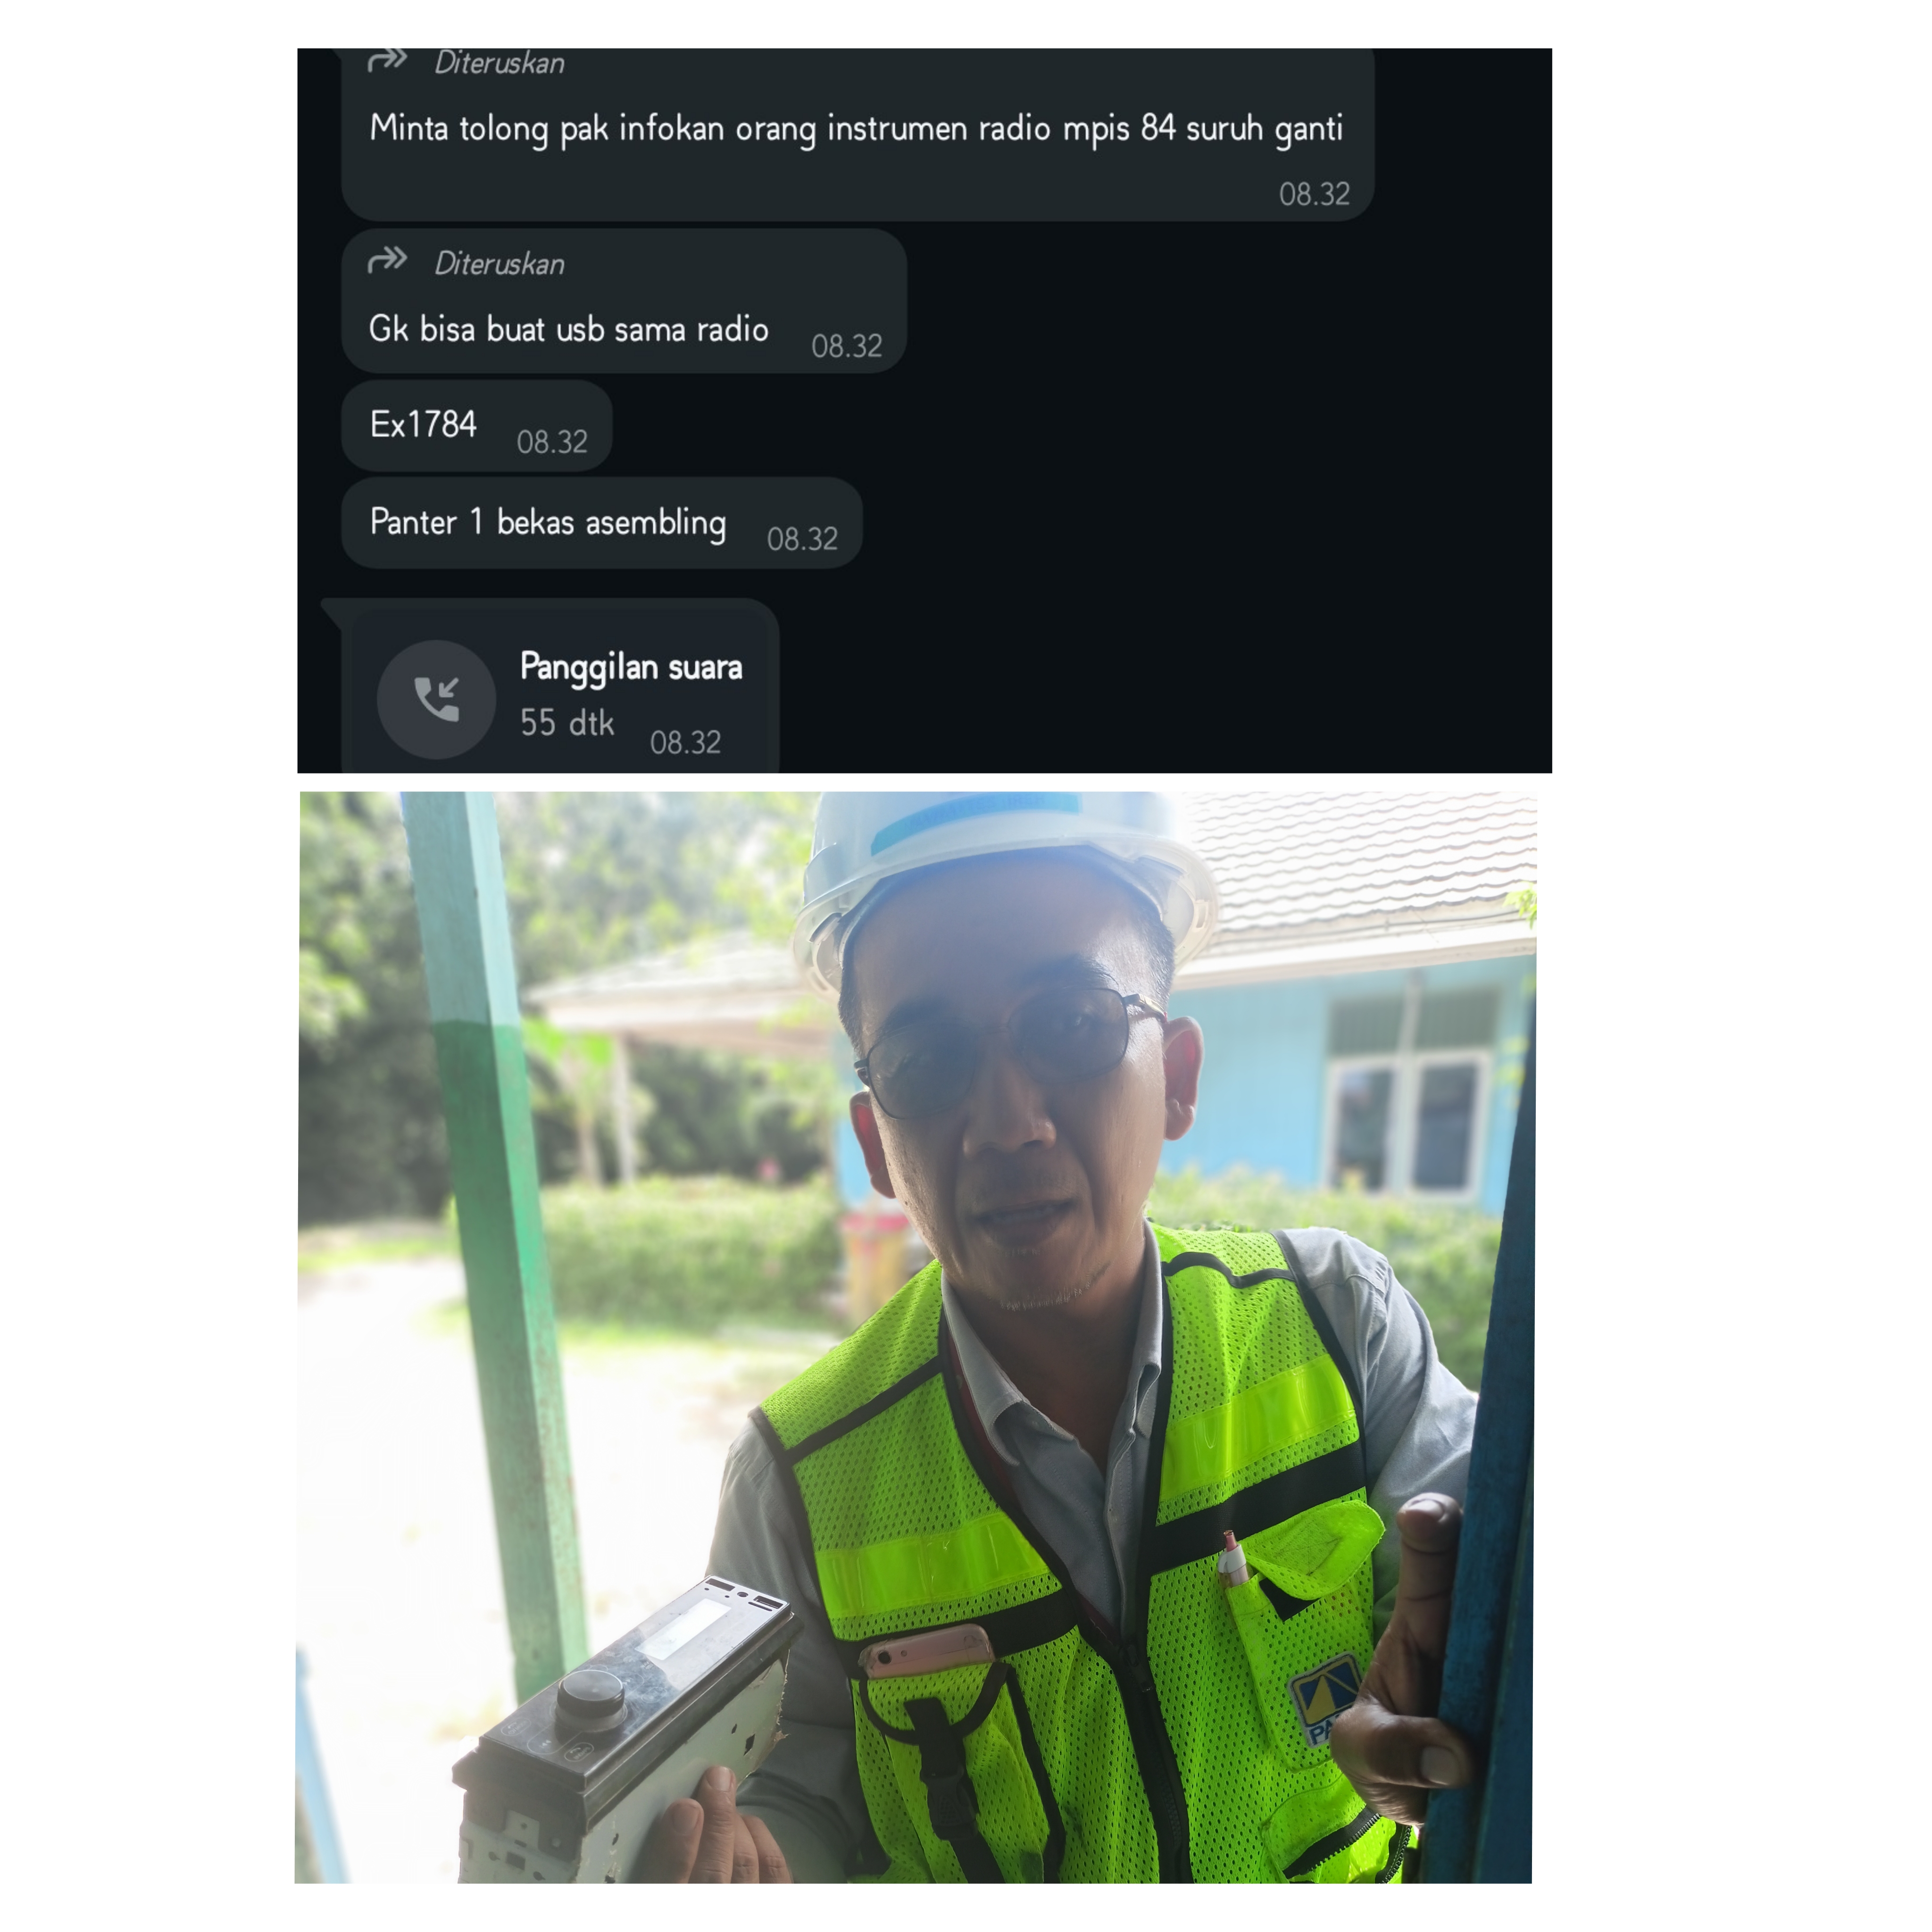 Diteruskan
Minta tolong pak infokan orang instrumen radio mpis 84 suruh ganti
08.32
Diteruskan
Gk bisa buat usb sama radio 08.32
Ex1784 08.32
Panter 1 bekas asembling 08.32
Panggilan suara
55 dtk 08.32